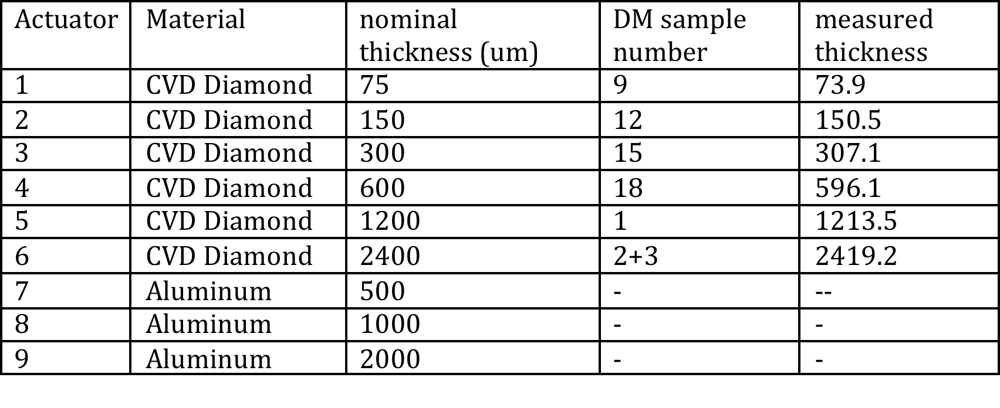 Actuator Material nominal thickness (um) DM sample number measured thickness
1 CVD Diamond 75 9 73.9
2 CVD Diamond 150 12 150.5
3 CVD Diamond 300 15 307.1
4 CVD Diamond 600 18 596.1
5 CVD Diamond 1200 1 1213.5
6 CVD Diamond 2400 2+3 2419.2
7 Aluminum 500 - --
8 Aluminum 1000 - -
9 Aluminum 2000 - -